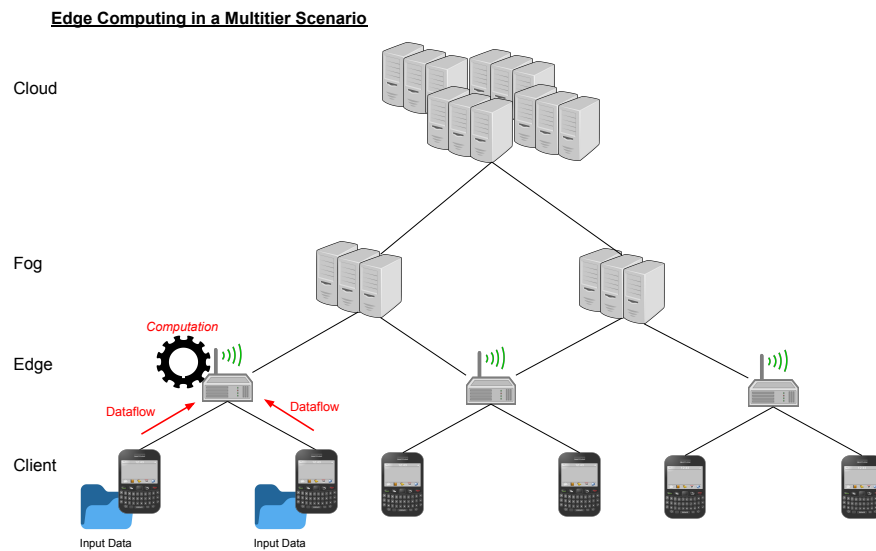 Edge Computing in a Multitier Scenario
Cloud
Fog
Computation
Edge
Dataflow
Dataflow
Client
Input Data
Input Data